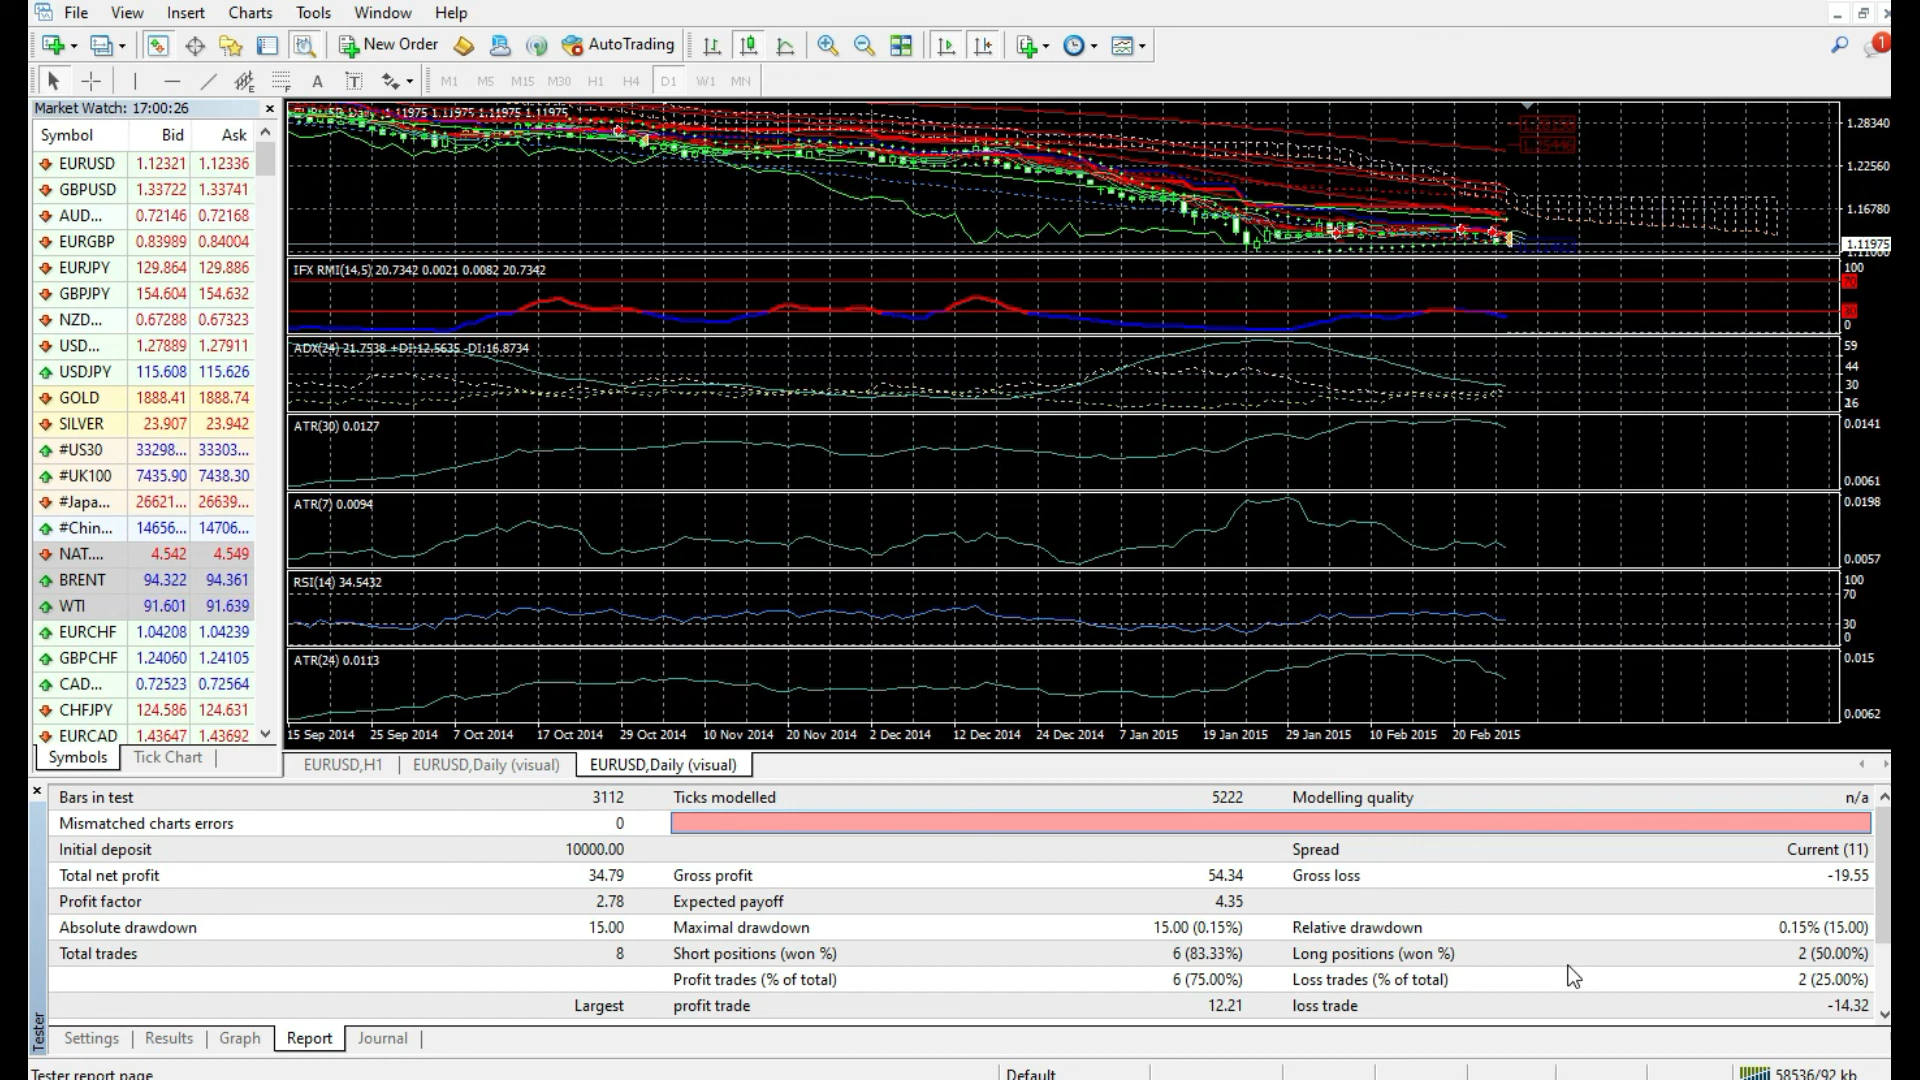 File View Insert Charts Tools Window Help
New Order AutoTrading 1
M1 M5 M15 M30 H1 H4 D1 W1 MN
Market Watch: 17:00:26
Symbol Bid Ask
EURUSD 1.12321 1.12336
GBPUSD 1.33722 1.33741
AUD... 0.72146 0.72168
EURGBP 0.83989 0.84004
EURJPY 129.864 129.886
GBPJPY 154.604 154.632
NZD... 0.67288 0.67323
USD... 1.27889 1.27911
USDJPY 115.608 115.626
GOLD 1888.41 1888.74
SILVER 23.907 23.942
#US30 33298... 33303...
#UK100 7435.90 7438.30
#Japa... 26621... 26639...
#Chin... 14656... 14706...
NAT.... 4.542 4.549
BRENT 94.322 94.361
WTI 91.601 91.639
EURCHF 1.04208 1.04239
GBPCHF 1.24060 1.24105
CAD... 0.72523 0.72564
CHFJPY 124.586 124.631
EURCAD 1.43647 1.43692
Symbols Tick Chart
1.11975 1.11975 1.11975 1.11975
1.28340
1.22560
1.16780
1.11975
1.11000
IFX RMI(14,5) 20.7342 0.0021 0.0082 20.7342
100
0
ADX(24) 21.7538 +DI:12.5635 -DI:16.8734
59
44
30
ATR(30) 0.0127
0.0141
0.0061
ATR(7) 0.0094
0.0198
0.0057
RSI(14) 34.5432
100
70
30
0
ATR(24) 0.0113
0.015
0.0062
15 Sep 2014 25 Sep 2014 7 Oct 2014 17 Oct 2014 29 Oct 2014 10 Nov 2014 20 Nov 2014 2 Dec 2014 12 Dec 2014 24 Dec 2014 7 Jan 2015 19 Jan 2015 29 Jan 2015 10 Feb 2015 20 Feb 2015
EURUSD,H1 EURUSD,Daily (visual) EURUSD,Daily (visual)
Bars in test 3112 Ticks modelled 5222 Modelling quality n/a
Mismatched charts errors 0
Initial deposit 10000.00 Spread Current (11)
Total net profit 34.79 Gross profit 54.34 Gross loss -19.55
Profit factor 2.78 Expected payoff 4.35
Absolute drawdown 15.00 Maximal drawdown 15.00 (0.15%) Relative drawdown 0.15% (15.00)
Total trades 8 Short positions (won %) 6 (83.33%) Long positions (won %) 2 (50.00%)
Profit trades (% of total) 6 (75.00%) Loss trades (% of total) 2 (25.00%)
Largest profit trade 12.21 loss trade -14.32
Tester
Settings Results Graph Report Journal
Tester report page Default 58536/92 kb